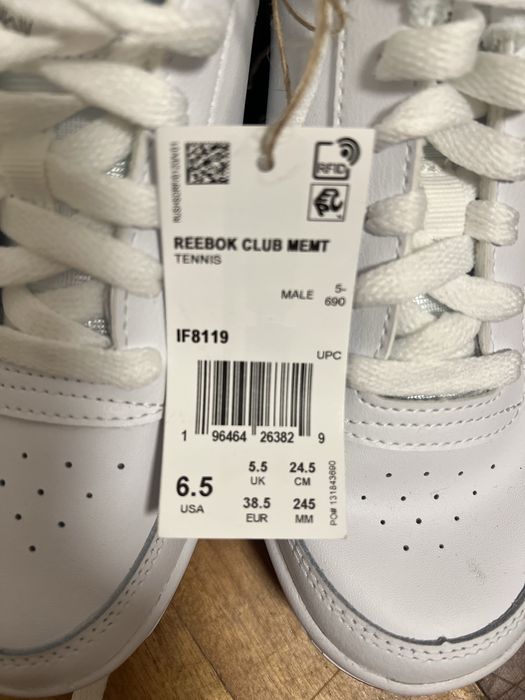 RFID
REEBOK CLUB MEMT
TENNIS
MALE
5-
690
IF8119
UPC
1 96464 26382 9
6.5
USA
5.5
UK
24.5
CM
38.5
EUR
245
MM
PO# 131843690